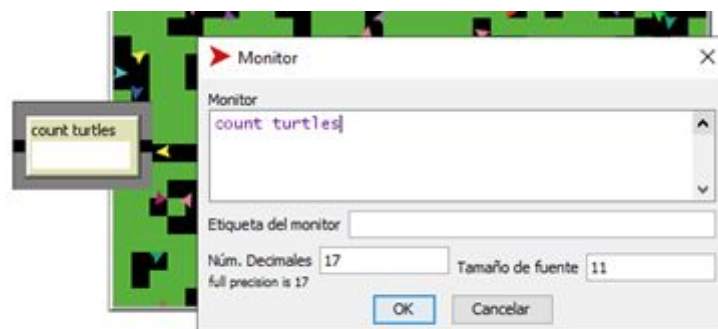 Monitor
Monitor
count turtles
count turtles
Etiqueta del monitor
Núm. Decimales 17 Tamaño de fuente 11
full precision is 17
OK Cancelar